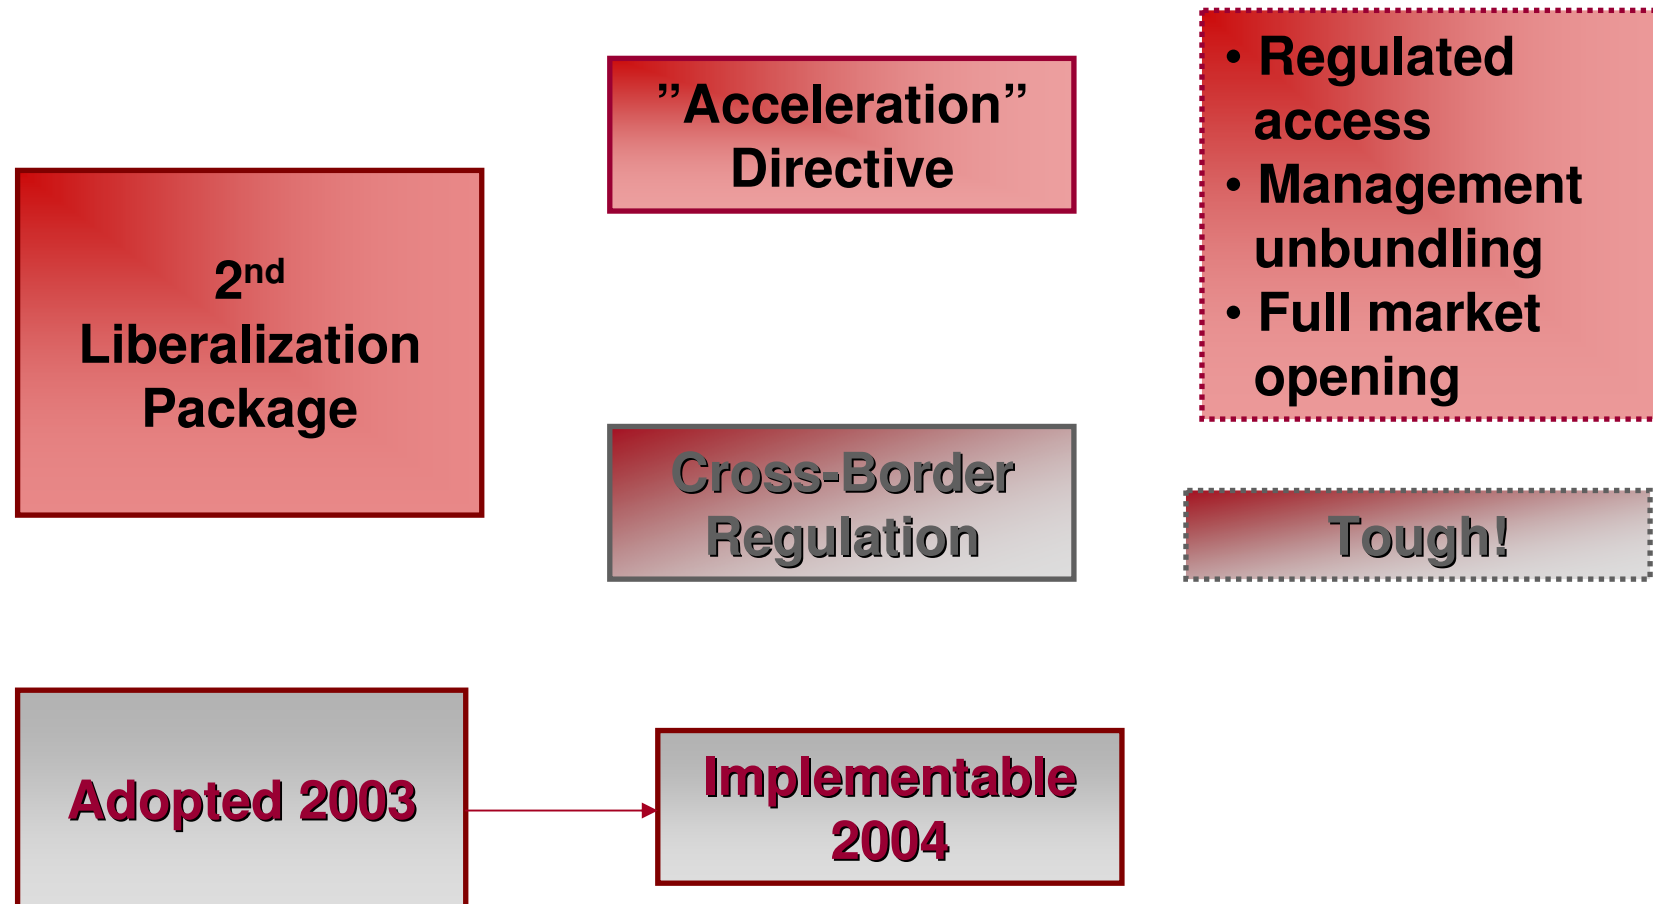 2nd
Liberalization
Package
”Acceleration”
Directive
• Regulated
access
• Management
unbundling
• Full market
opening
Cross-Border
Regulation
Tough!
Adopted 2003
Implementable
2004